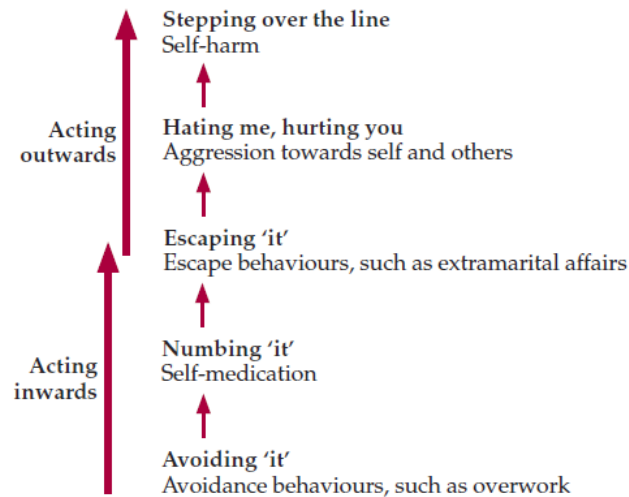 Stepping over the line
Self-harm
Acting
outwards
Hating me, hurting you
Aggression towards self and others
Escaping ‘it’
Escape behaviours, such as extramarital affairs
Numbing ‘it’
Self-medication
Acting
inwards
Avoiding ‘it’
Avoidance behaviours, such as overwork